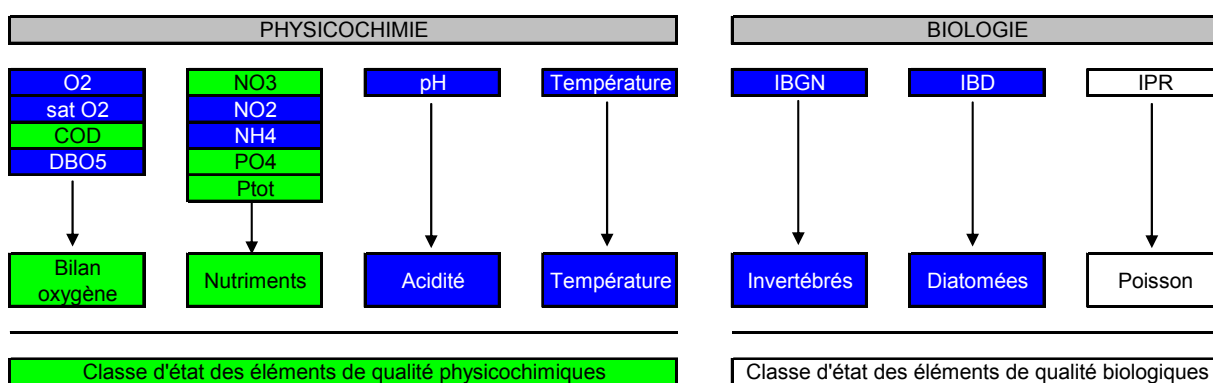 PHYSICOCHIMIE
BIOLOGIE
O2
sat O2
COD
DBO5
NO3
NO2
NH4
PO4
Ptot
pH
Température
IBGN
IBD
IPR
Bilan
oxygène
Nutriments
Acidité
Température
Invertébrés
Diatomées
Poisson
Classe d'état des éléments de qualité physicochimiques
Classe d'état des éléments de qualité biologiques